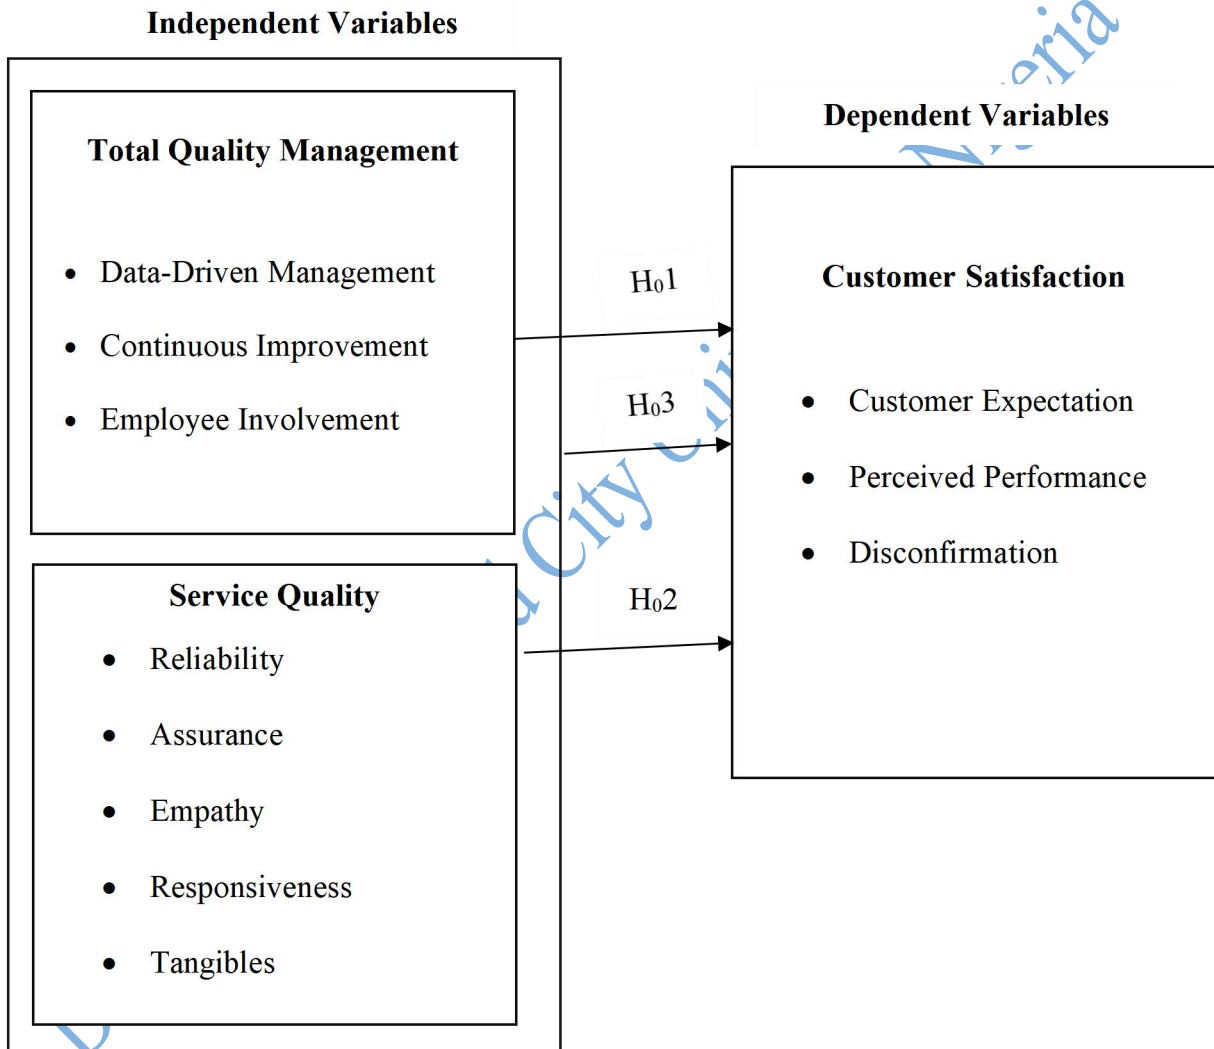 Independent Variables
Total Quality Management
• Data-Driven Management
• Continuous Improvement
• Employee Involvement
Service Quality
• Reliability
• Assurance
• Empathy
• Responsiveness
• Tangibles
H₀1
H₀3
H₀2
Dependent Variables
Customer Satisfaction
• Customer Expectation
• Perceived Performance
• Disconfirmation
City